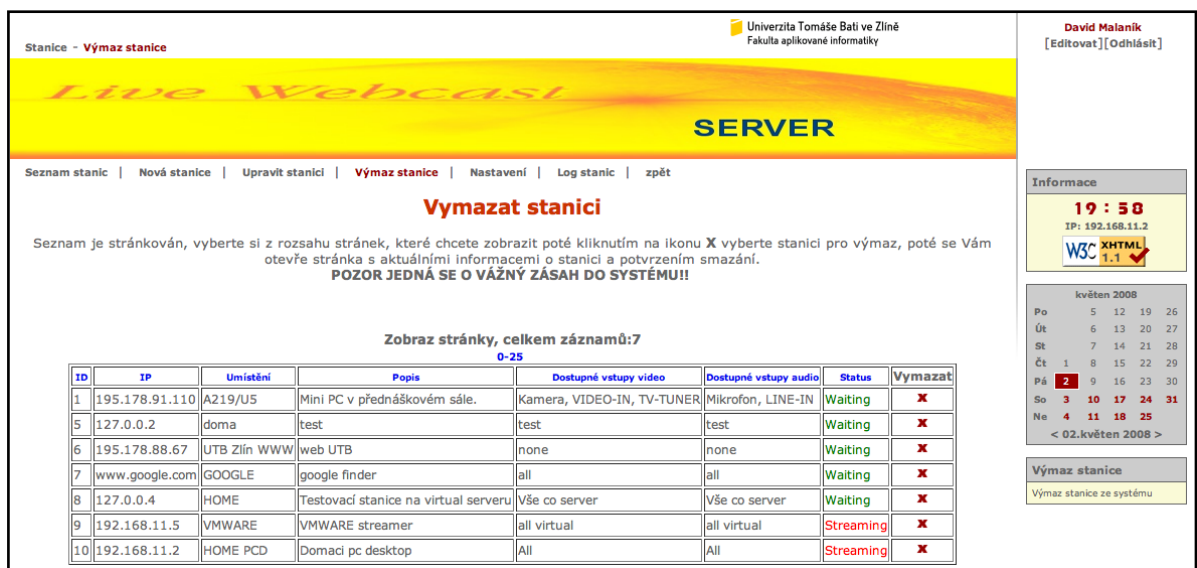 Stanice - Výmaz stanice
Univerzita Tomáše Bati ve Zlíně
Fakulta aplikované informatiky
Live Webcast
SERVER
Seznam stanic | Nová stanice | Upravit stanici | Výmaz stanice | Nastavení | Log stanic | zpět
Vymazat stanici
Seznam je stránkován, vyberte si z rozsahu stránek, které chcete zobrazit poté kliknutím na ikonu X vyberte stanici pro výmaz, poté se Vám
otevře stránka s aktuálními informacemi o stanici a potvrzením smazání.
POZOR JEDNÁ SE O VÁŽNÝ ZÁSAH DO SYSTÉMU!!
Zobraz stránky, celkem záznamů:7
0-25
ID IP Umístění Popis Dostupné vstupy video Dostupné vstupy audio Status Vymazat
1 195.178.91.110 A219/U5 Mini PC v přednáškovém sále. Kamera, VIDEO-IN, TV-TUNER Mikrofon, LINE-IN Waiting X
5 127.0.0.2 doma test test test Waiting X
6 195.178.88.67 UTB Zlín WWW web UTB none none Waiting X
7 www.google.com GOOGLE google finder all all Waiting X
8 127.0.0.4 HOME Testovací stanice na virtual serveru Vše co server Vše co server Waiting X
9 192.168.11.5 VMWARE VMWARE streamer all virtual all virtual Streaming X
10 192.168.11.2 HOME PCD Domaci pc desktop All All Streaming X
David Malaník
[Editovat][Odhlásit]
Informace
19:58
IP: 192.168.11.2
W3C XHTML 1.1
květen 2008
Po 5 12 19 26
Út 6 13 20 27
St 7 14 21 28
Čt 1 8 15 22 29
Pá 2 9 16 23 30
So 3 10 17 24 31
Ne 4 11 18 25
< 02.květen 2008 >
Výmaz stanice
Výmaz stanice ze systému